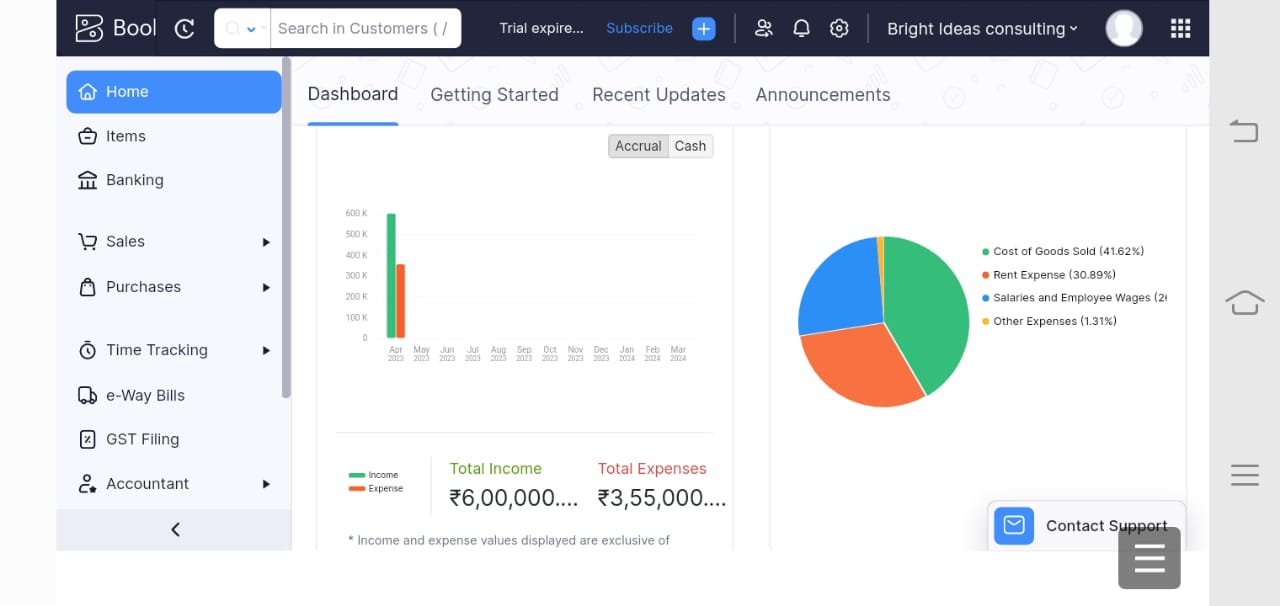 Bool
Search in Customers ( /
Trial expire...
Subscribe
Bright Ideas consulting
Home
Items
Banking
Sales
Purchases
Time Tracking
e-Way Bills
GST Filing
Accountant
Dashboard
Getting Started
Recent Updates
Announcements
Accrual
Cash
600 K
500 K
400 K
300 K
200 K
100 K
0
Apr May Jun Jul Aug Sep Oct Nov Dec Jan Feb Mar
2023 2023 2023 2023 2023 2023 2023 2023 2023 2024 2024 2024
Income
Expense
Total Income
₹6,00,000....
Total Expenses
₹3,55,000....
* Income and expense values displayed are exclusive of
Cost of Goods Sold (41.62%)
Rent Expense (30.89%)
Salaries and Employee Wages (2
Other Expenses (1.31%)
Contact Support